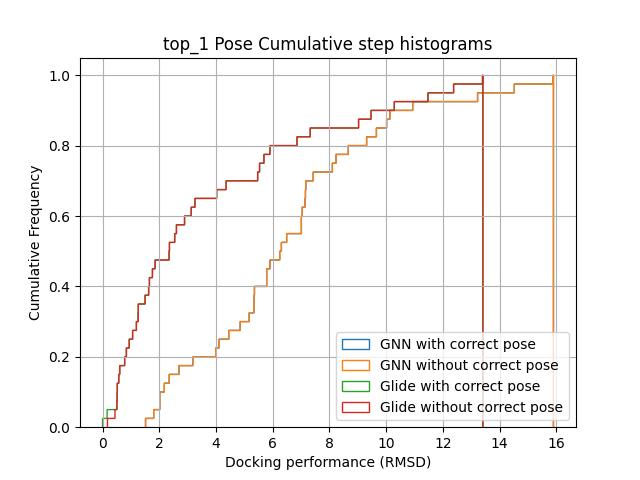 top_1 Pose Cumulative step histograms
1.0
0.8
0.6
0.4
0.2
0.0
Cumulative Frequency
GNN with correct pose
GNN without correct pose
Glide with correct pose
Glide without correct pose
0 2 4 6 8 10 12 14 16
Docking performance (RMSD)